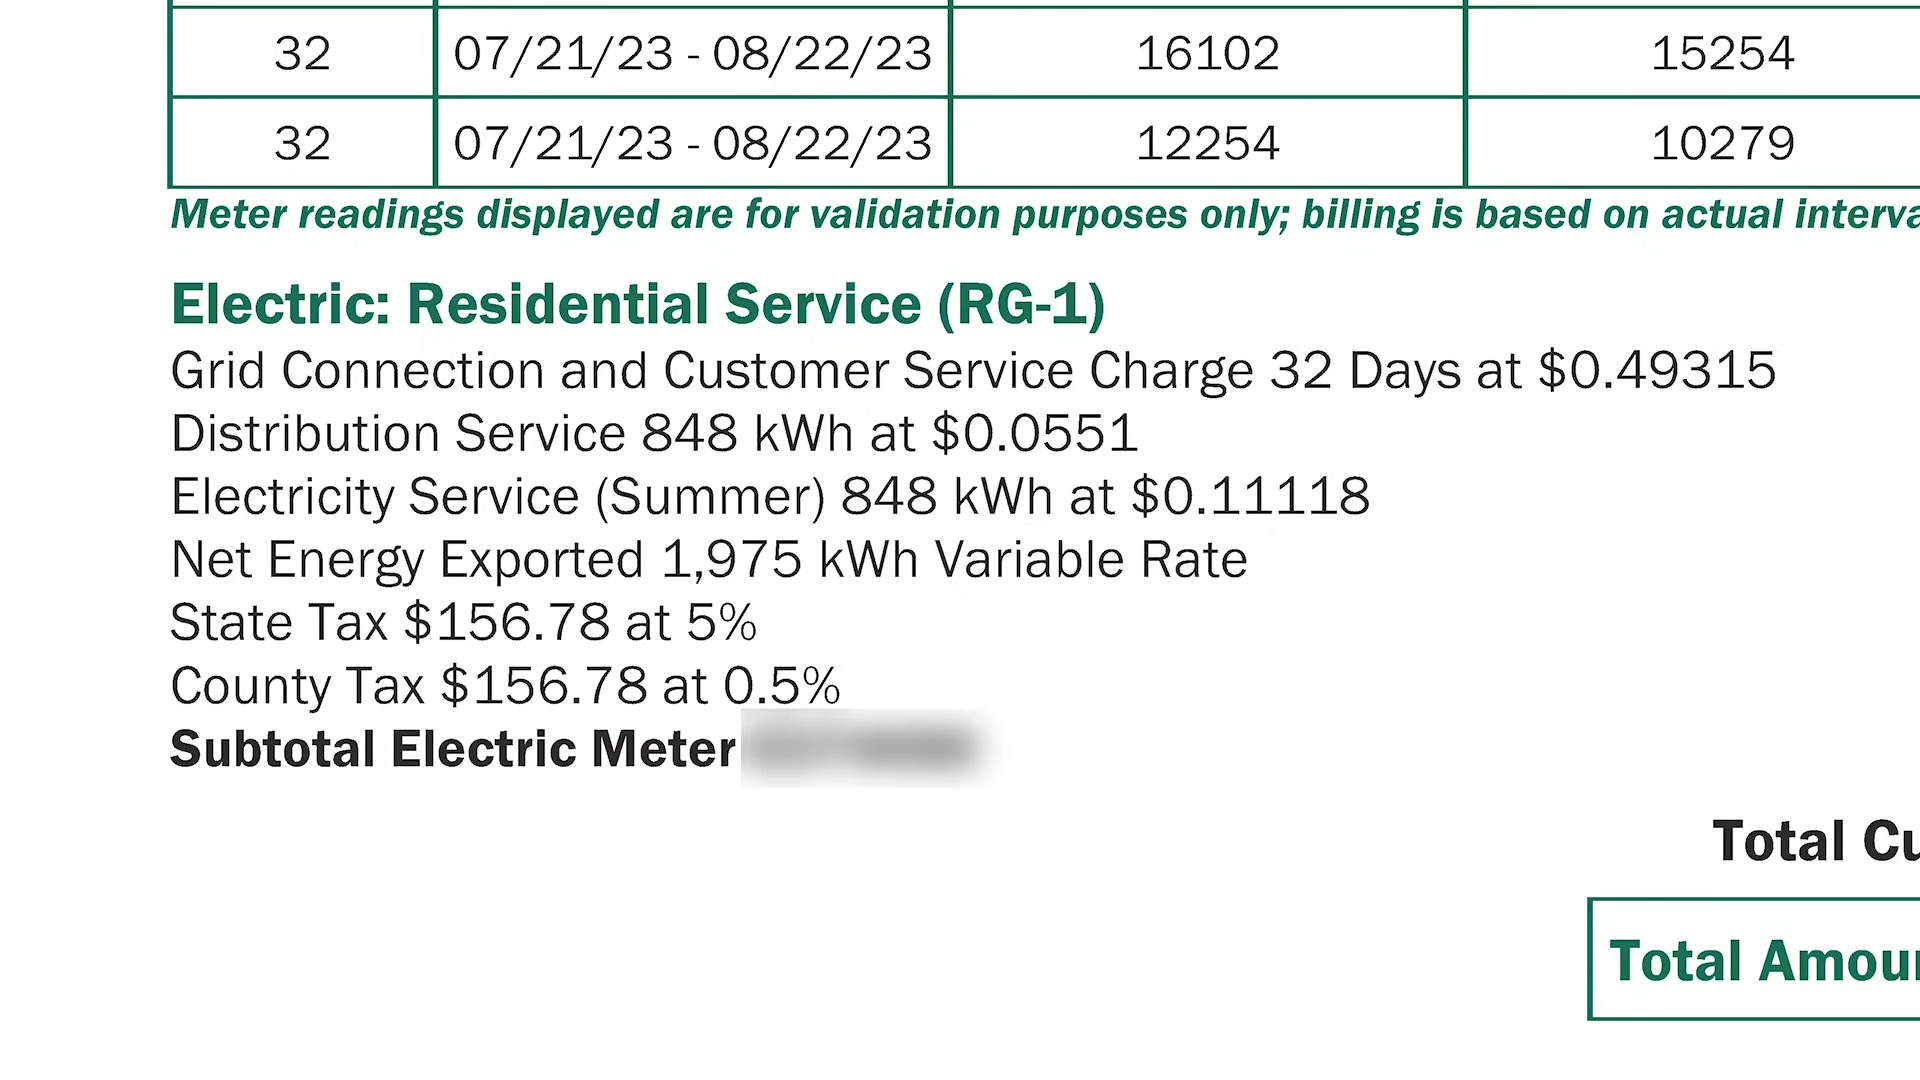 32 07/21/23 - 08/22/23 16102 15254
32 07/21/23 - 08/22/23 12254 10279
Meter readings displayed are for validation purposes only; billing is based on actual interva
Electric: Residential Service (RG-1)
Grid Connection and Customer Service Charge 32 Days at $0.49315
Distribution Service 848 kWh at $0.0551
Electricity Service (Summer) 848 kWh at $0.11118
Net Energy Exported 1,975 kWh Variable Rate
State Tax $156.78 at 5%
County Tax $156.78 at 0.5%
Subtotal Electric Meter
Total Cu
Total Amou